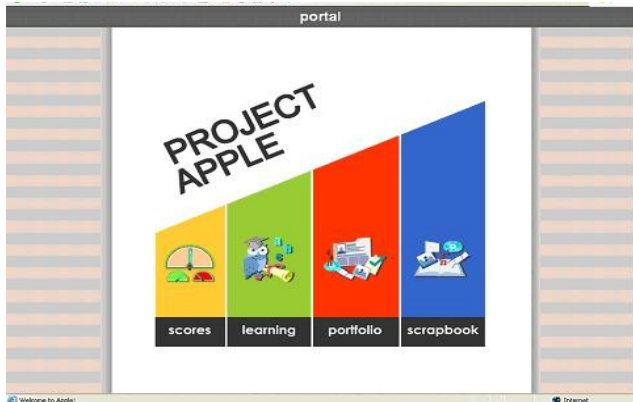 portal
PROJECT
APPLE
scores learning portfolio scrapbook
Welcome to Apple! Internet